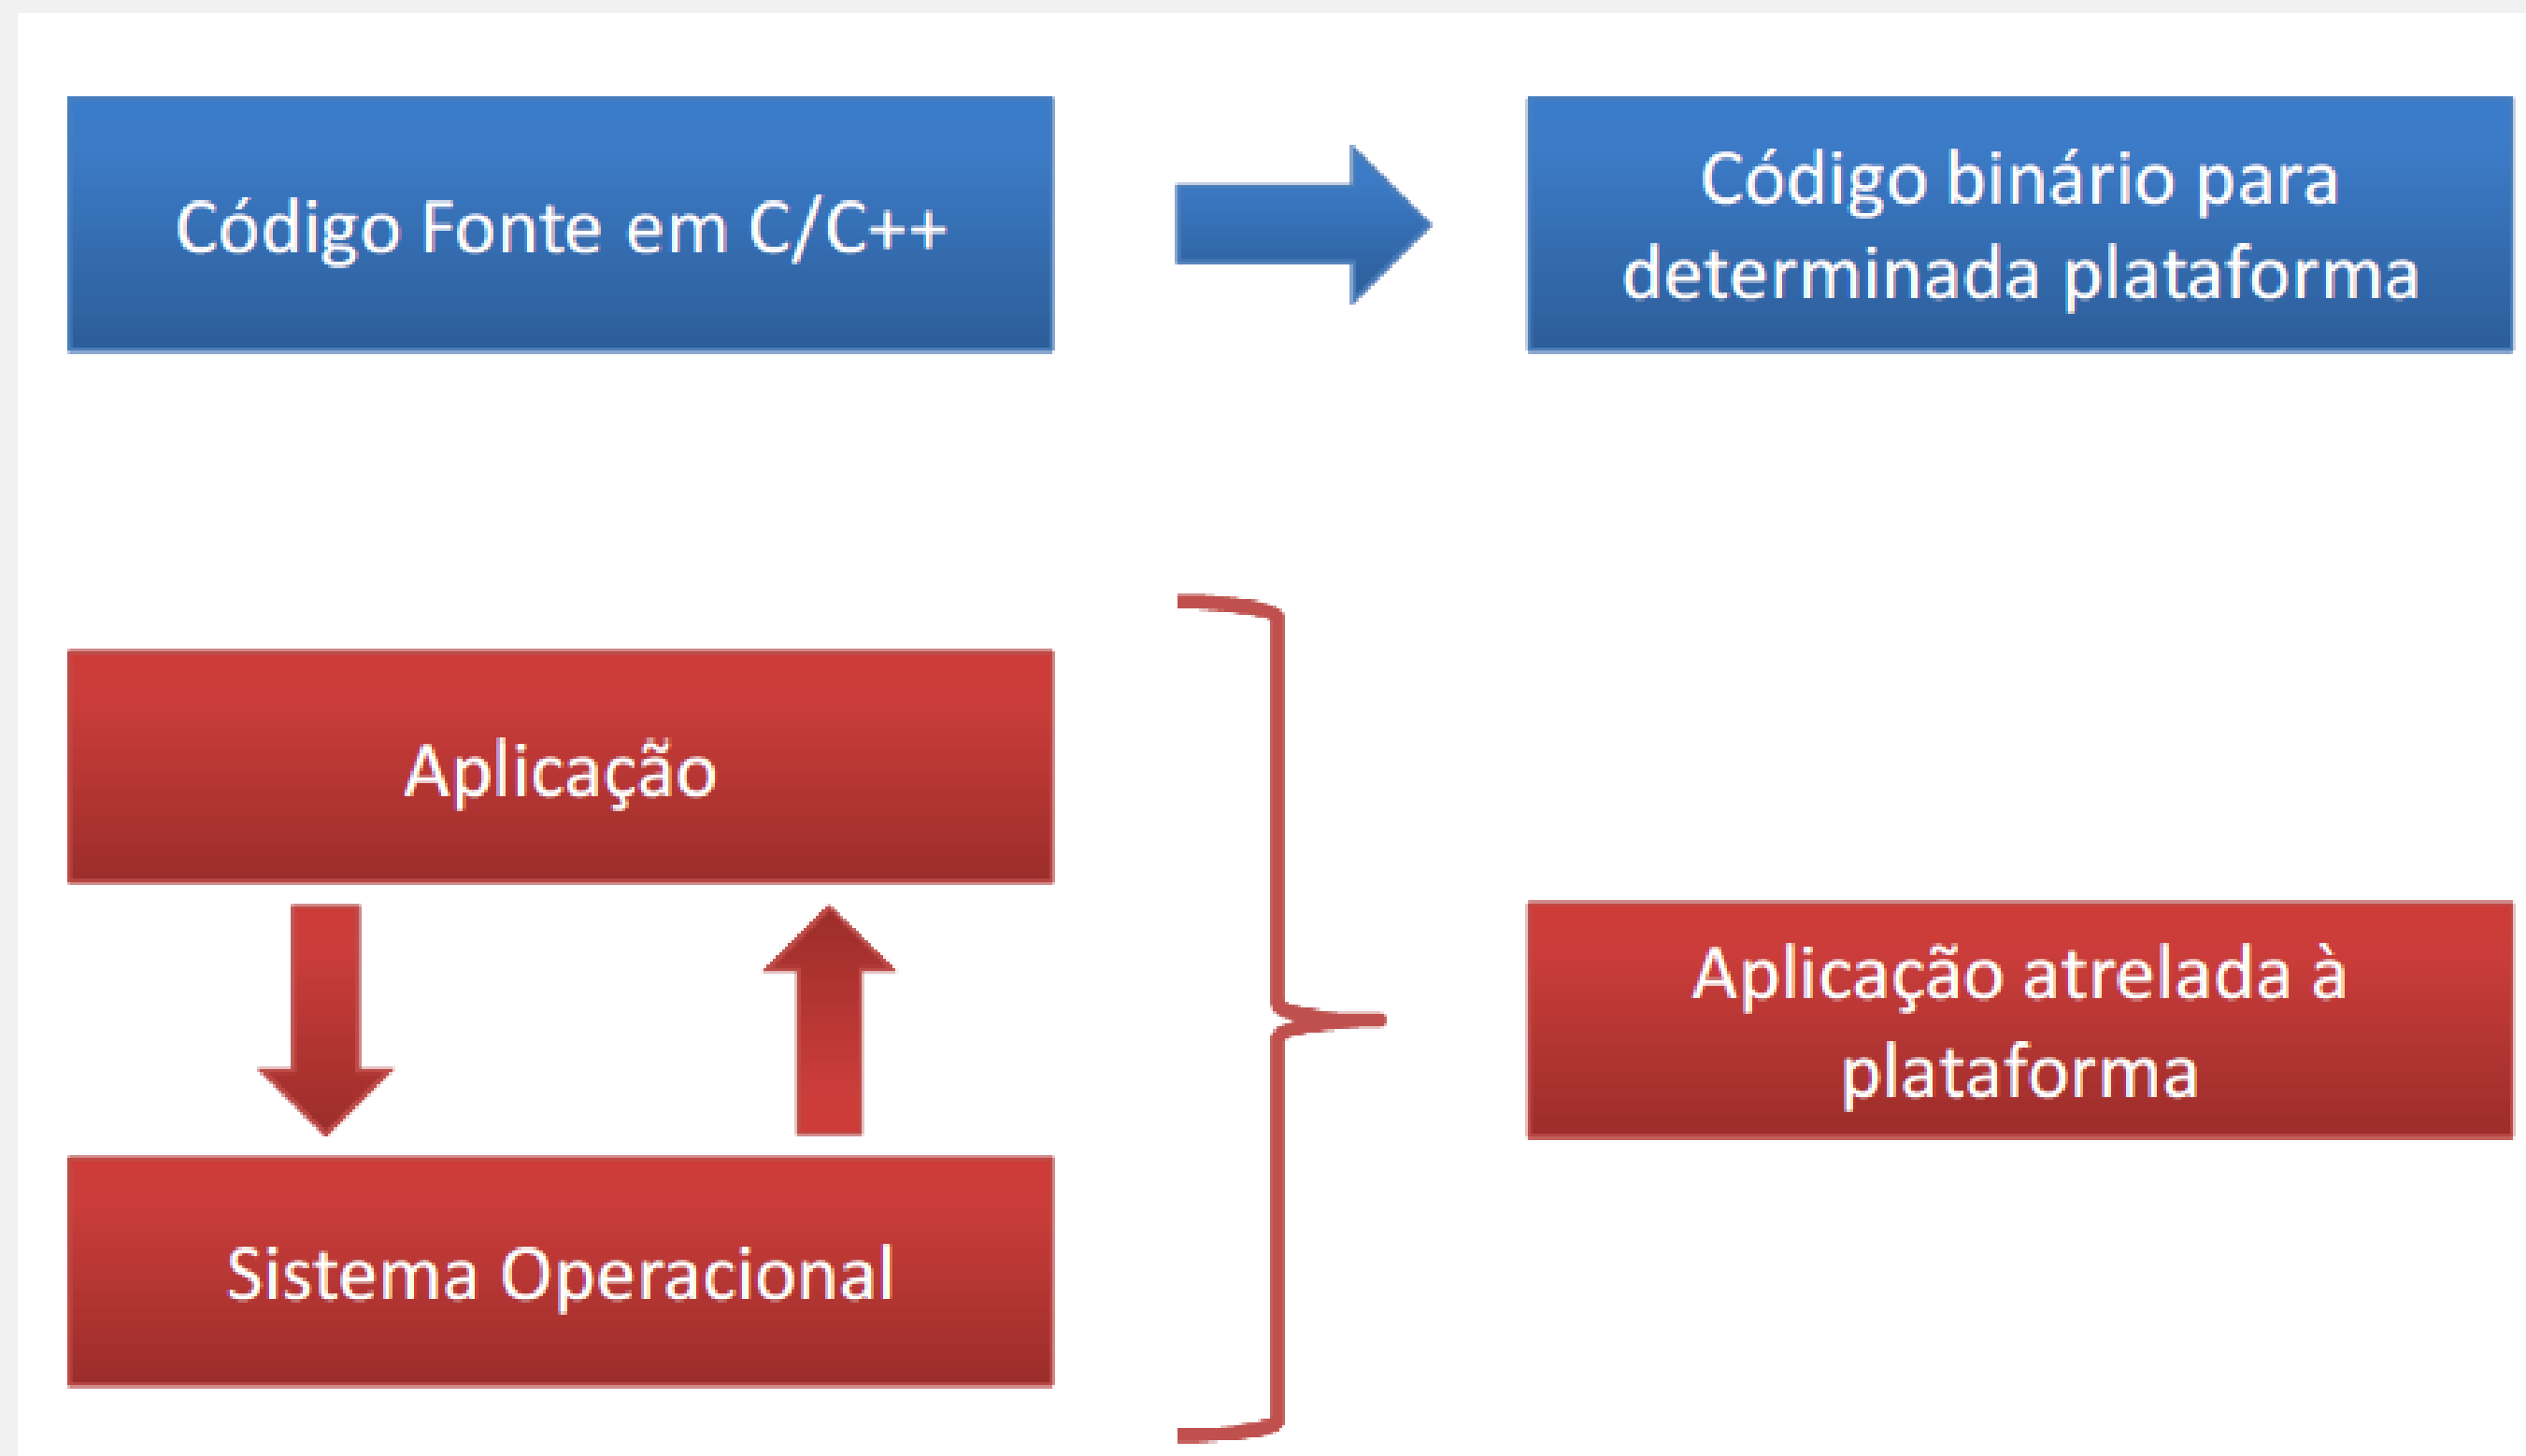 Código Fonte em C/C++
Código binário para
determinada plataforma
Aplicação
Aplicação atrelada à
plataforma
Sistema Operacional